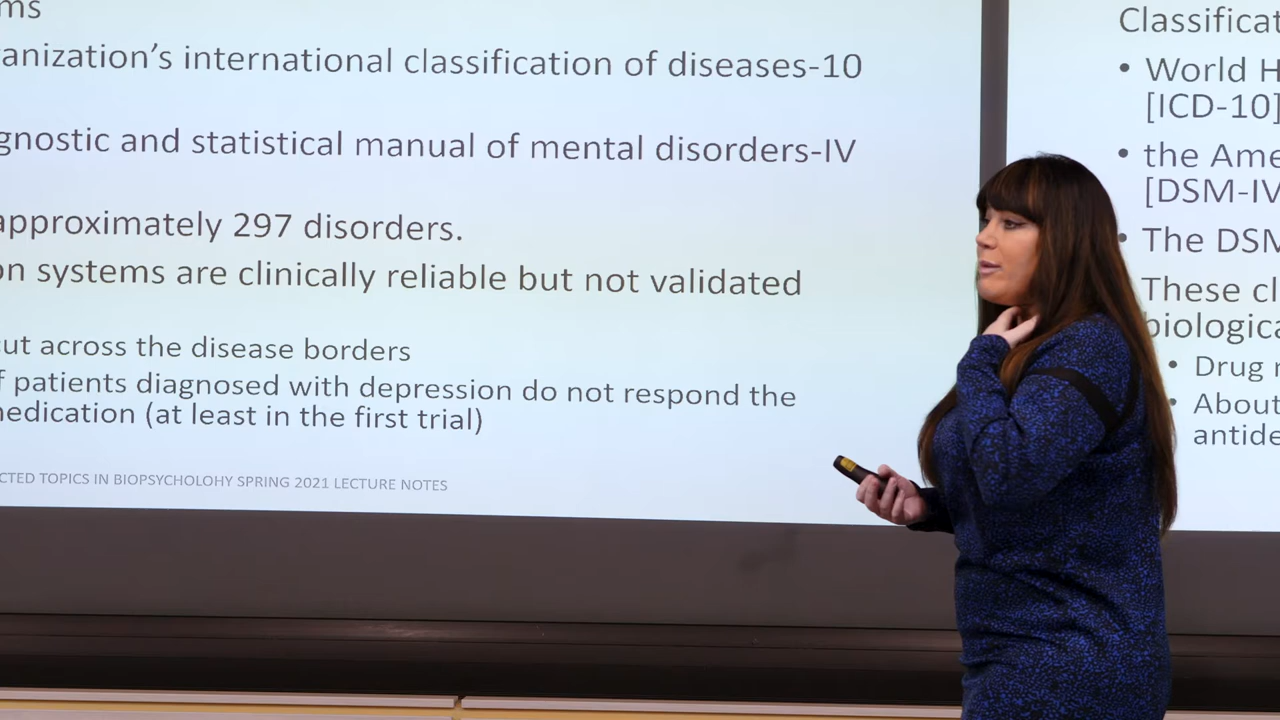 ms
anization's international classification of diseases-10
gnostic and statistical manual of mental disorders-IV
approximately 297 disorders.
on systems are clinically reliable but not validated
cut across the disease borders
f patients diagnosed with depression do not respond the
medication (at least in the first trial)
CTED TOPICS IN BIOPSYCHOLOHY SPRING 2021 LECTURE NOTES
Classificat
• World H
[ICD-10]
• the Ame
[DSM-IV
• The DSM
These cl
biologica
• Drug r
• About
antide